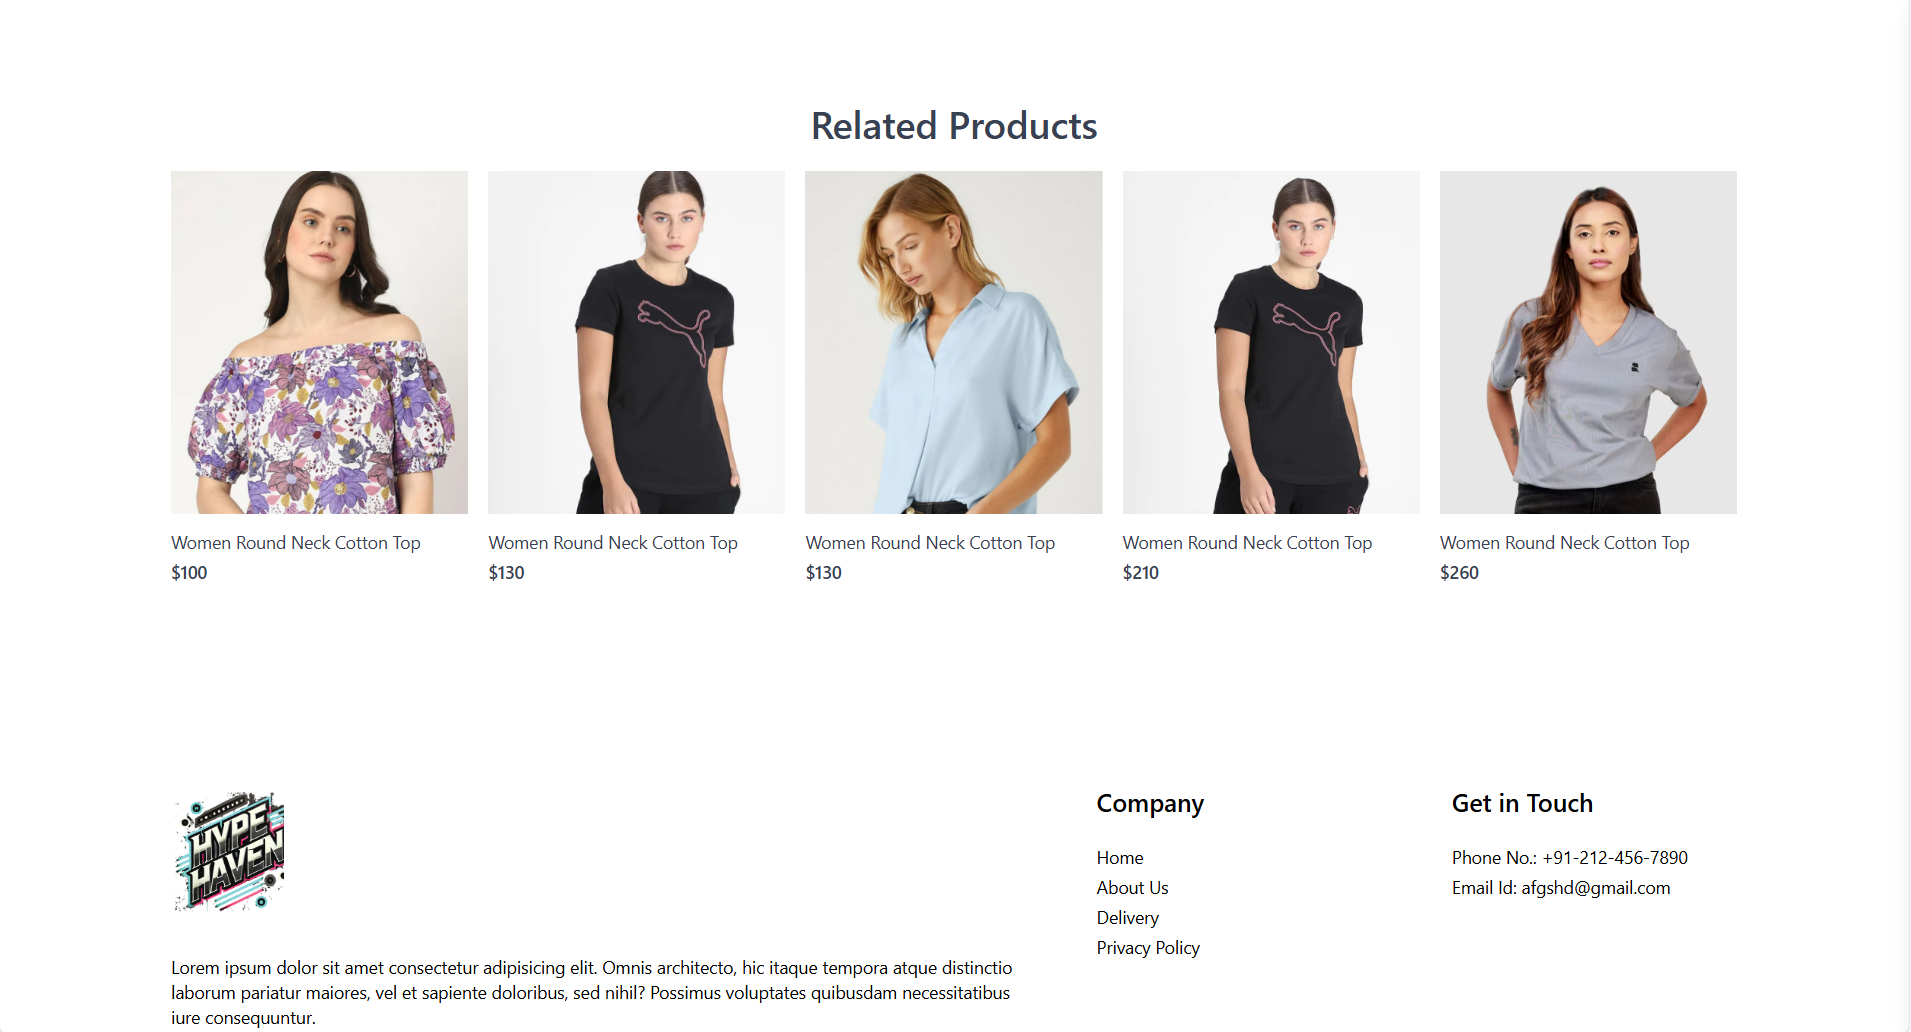 Related Products
Women Round Neck Cotton Top
$100
Women Round Neck Cotton Top
$130
Women Round Neck Cotton Top
$130
Women Round Neck Cotton Top
$210
Women Round Neck Cotton Top
$260
HYPE
HAVEN
Lorem ipsum dolor sit amet consectetur adipisicing elit. Omnis architecto, hic itaque tempora atque distinctio
laborum pariatur maiores, vel et sapiente doloribus, sed nihil? Possimus voluptates quibusdam necessitatibus
iure consequuntur.
Company
Home
About Us
Delivery
Privacy Policy
Get in Touch
Phone No.: +91-212-456-7890
Email Id: afgshd@gmail.com